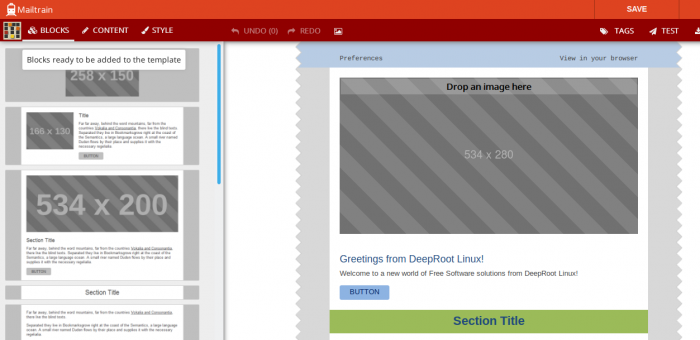 Mailtrain
SAVE
BLOCKS
CONTENT
STYLE
UNDO (0)
REDO
TAGS
TEST
Blocks ready to be added to the template
258 x 150
166 x 130
Title
Far far away, behind the word mountains, far from the
countries Vokalia and Consonantia, there live the blind texts.
Separated they live in Bookmarksgrove right at the coast of
the Semantics, a large language ocean. A small river named
Duden flows by their place and supplies it with the
necessary regelialia.
BUTTON
534 x 200
Section Title
Far far away, behind the word mountains, far from the countries Vokalia and Consonantia,
there live the blind texts. Separated they live in Bookmarksgrove right at the coast of the
Semantics, a large language ocean. A small river named Duden flows by their place and
supplies it with the necessary regelialia.
BUTTON
Section Title
Far far away, behind the word mountains, far from the countries Vokalia and Consonantia,
there live the blind texts.
Separated they live in Bookmarksgrove right at the coast of the Semantics, a large language
ocean. A small river named Duden flows by their place and supplies it with the necessary
regelialia.
Preferences
View in your browser
Drop an image here
534 x 280
Greetings from DeepRoot Linux!
Welcome to a new world of Free Software solutions from DeepRoot Linux!
BUTTON
Section Title